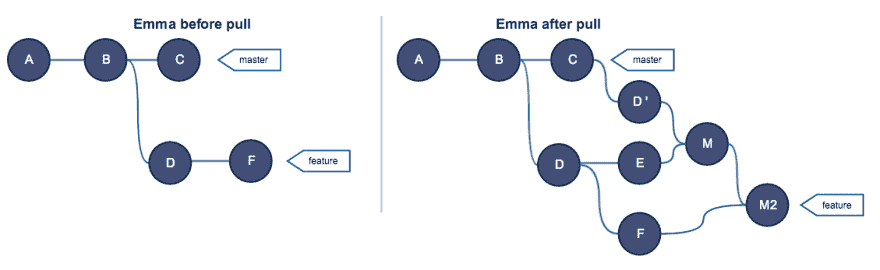 Emma before pull
A
B
C
master
D
F
feature
Emma after pull
A
B
C
master
D'
D
E
M
M2
feature
F